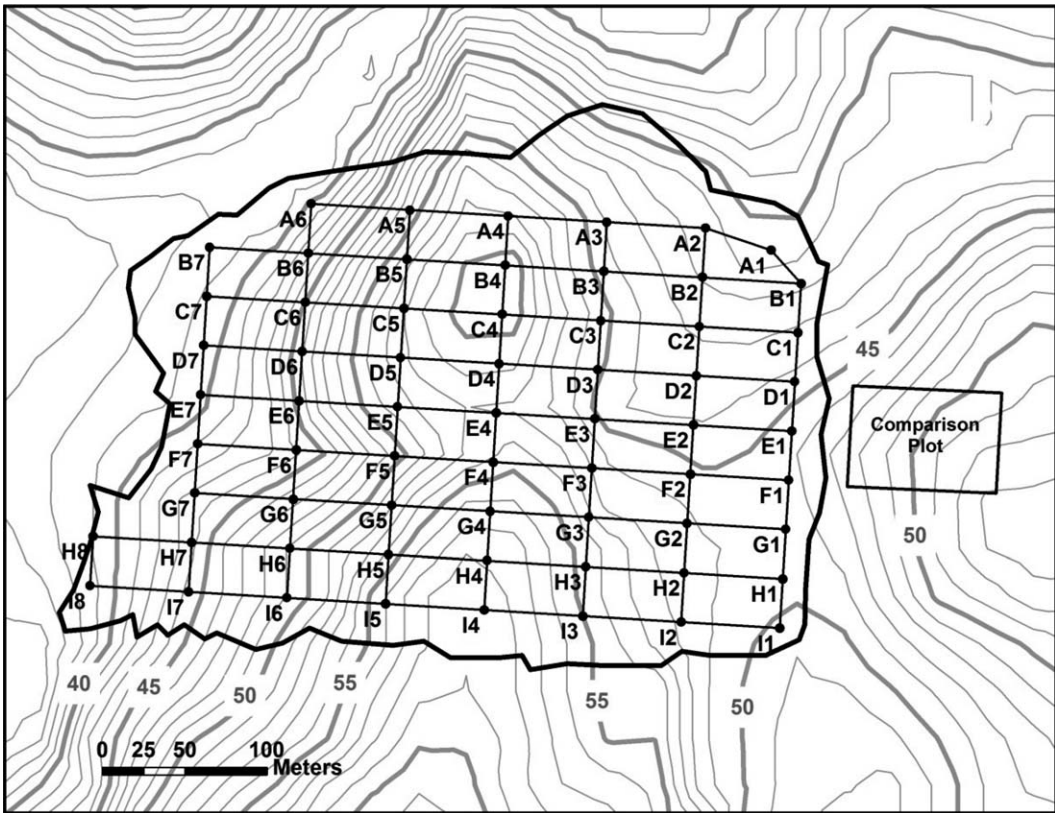 A6 A5 A4 A3 A2 A1
B7 B6 B5 B4 B3 B2 B1
C7 C6 C5 C4 C3 C2 C1
45
D7 D6 D5 D4 D3 D2 D1
E7 E6 E5 E4 E3 E2 E1
Comparison
Plot
F7 F6 F5 F4 F3 F2 F1
G7 G6 G5 G4 G3 G2 G1
50
H8 H7 H6 H5 H4 H3 H2 H1
I8 I7 I6 I5 I4 I3 I2 I1
40 45 50 55 55 50
0 25 50 100
Meters